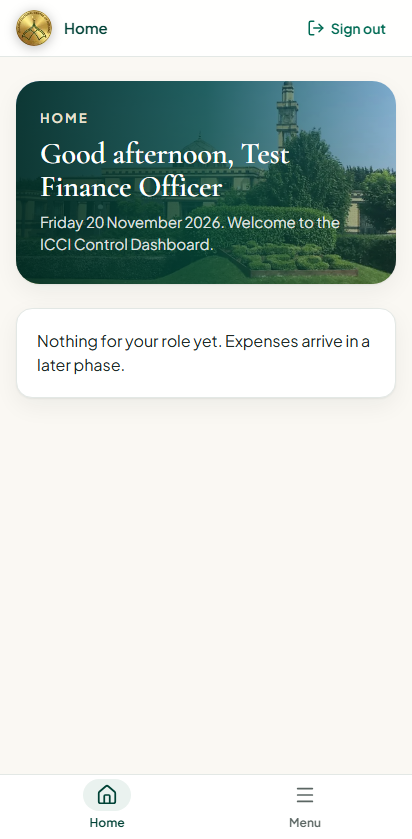 Home
Sign out
HOME
Good afternoon, Test
Finance Officer
Friday 20 November 2026. Welcome to the
ICCI Control Dashboard.
Nothing for your role yet. Expenses arrive in a
later phase.
Home
Menu